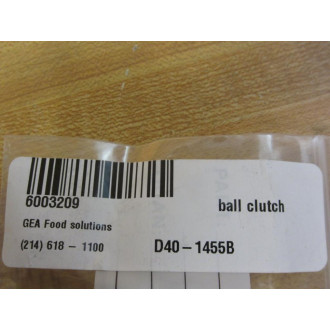 6003209 ball clutch
GEA Food solutions
(214) 618 - 1100 D40-1455B